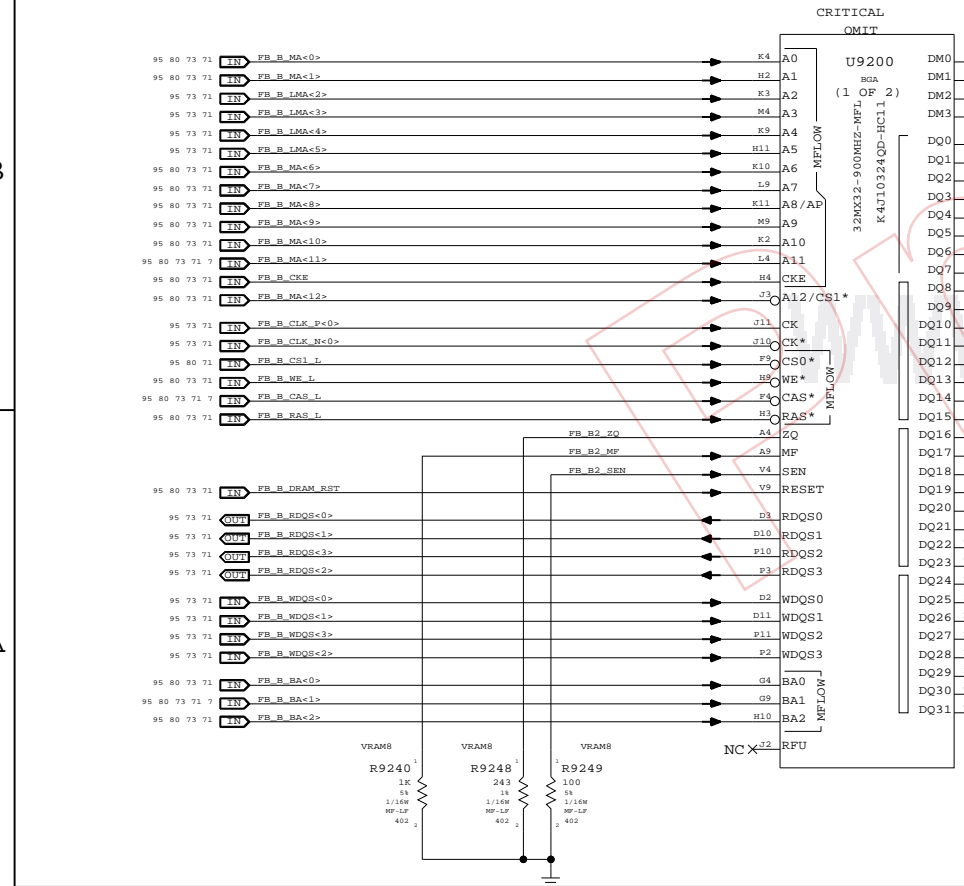 CRITICAL
OMIT
95 80 73 71 IN FB_B_MA<0> K4 A0 U9200 DM0
95 80 73 71 IN FB_B_MA<1> H2 A1 BGA DM1
95 73 71 IN FB_B_LMA<2> K3 A2 (1 OF 2) DM2
95 73 71 IN FB_B_LMA<3> M4 A3 DM3
95 73 71 IN FB_B_LMA<4> K9 A4
95 73 71 IN FB_B_LMA<5> H11 A5 DQ0
95 80 73 71 IN FB_B_MA<6> K10 A6 DQ1
95 80 73 71 IN FB_B_MA<7> L9 A7 DQ2
95 80 73 71 IN FB_B_MA<8> K11 A8/AP DQ3
95 80 73 71 IN FB_B_MA<9> M9 A9 DQ4
95 80 73 71 IN FB_B_MA<10> K2 A10 DQ5
95 80 73 71 7 IN FB_B_MA<11> L4 A11 DQ6
95 80 73 71 IN FB_B_CKE H4 CKE DQ7
95 80 73 71 IN FB_B_MA<12> J3 A12/CS1* DQ8
MFLOW
32MX32-900MHZ-MFL
K4J10324QD-HC11
DQ9
95 73 71 IN FB_B_CLK_P<0> J11 CK DQ10
95 73 71 IN FB_B_CLK_N<0> J10 CK* DQ11
95 80 71 IN FB_B_CS1_L F9 CS0* DQ12
95 80 73 71 IN FB_B_WE_L H9 WE* DQ13
95 80 73 71 7 IN FB_B_CAS_L F4 CAS* DQ14
95 80 73 71 IN FB_B_RAS_L H3 RAS* DQ15
MFLOW
FB_B2_ZQ A4 ZQ DQ16
FB_B2_MF A9 MF DQ17
FB_B2_SEN V4 SEN DQ18
95 80 73 71 IN FB_B_DRAM_RST V9 RESET DQ19
DQ20
95 73 71 OUT FB_B_RDQS<0> D3 RDQS0 DQ21
95 73 71 OUT FB_B_RDQS<1> D10 RDQS1 DQ22
95 73 71 OUT FB_B_RDQS<3> P10 RDQS2 DQ23
95 73 71 OUT FB_B_RDQS<2> P3 RDQS3 DQ24
95 73 71 IN FB_B_WDQS<0> D2 WDQS0 DQ25
95 73 71 IN FB_B_WDQS<1> D11 WDQS1 DQ26
95 73 71 IN FB_B_WDQS<3> P11 WDQS2 DQ27
95 73 71 IN FB_B_WDQS<2> P2 WDQS3 DQ28
A
DQ29
95 80 73 71 IN FB_B_BA<0> G4 BA0 DQ30
95 80 73 71 7 IN FB_B_BA<1> G9 BA1 DQ31
95 80 73 71 IN FB_B_BA<2> H10 BA2
MFLOW
NC J2 RFU
VRAM8 VRAM8 VRAM8
1 1 1
R9240 R9248 R9249
1K 243 100
5% 1% 5%
1/16W 1/16W 1/16W
MF-LF MF-LF MF-LF
402 402 402
2 2 2